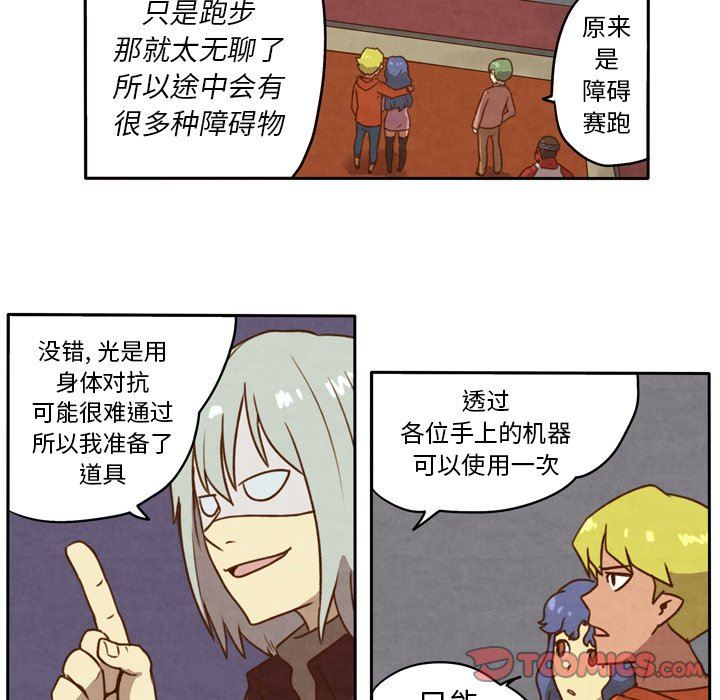 只是跑步
那就太无聊了
所以途中会有
很多种障碍物
原来
是
障碍
赛跑
没错, 光是用
身体对抗
可能很难通过
所以我准备了
道具
透过
各位手上的机器
可以使用一次
只能
TOOMICS.COM